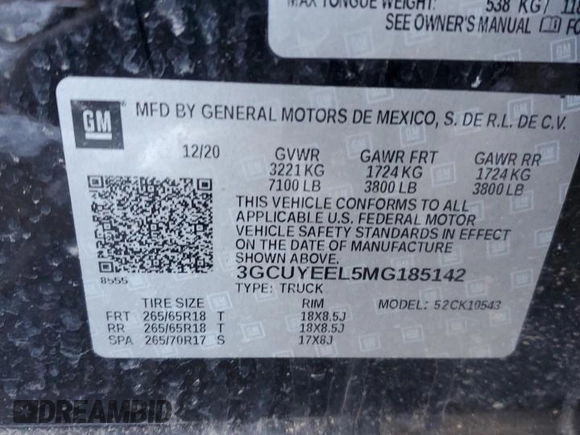 MAX TONGUE WEIGHT: 538 KG/ 118
SEE OWNER'S MANUAL FO
GM
MFD BY GENERAL MOTORS DE MEXICO, S. DE R.L. DE C.V.
12/20 GVWR GAWR FRT GAWR RR
3221 KG 1724 KG 1724 KG
7100 LB 3800 LB 3800 LB
THIS VEHICLE CONFORMS TO ALL
APPLICABLE U.S. FEDERAL MOTOR
VEHICLE SAFETY STANDARDS IN EFFECT
ON THE DATE OF MANUFACTURE
SHOWN ABOVE.
3GCUYEEL5MG185142
8555
TYPE: TRUCK
TIRE SIZE RIM MODEL: 52CK10543
FRT 265/65R18 T 18X8.5J
RR 265/65R18 T 18X8.5J
SPA 265/70R17 S 17X8J
DREAMBID